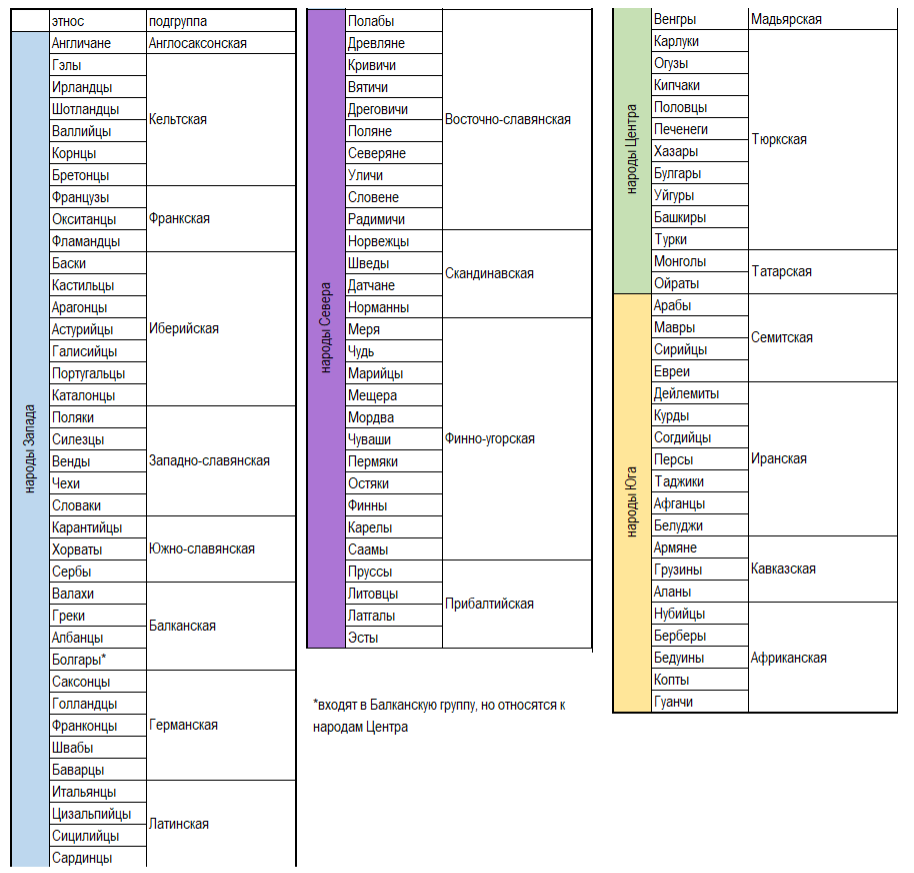 этнос подгруппа
народы Запада
Англичане Англосаксонская
Гэлы
Ирландцы
Шотландцы
Кельтская
Валлийцы
Корнцы
Бретонцы
Французы
Окситанцы Франкская
Фламандцы
Баски
Кастильцы
Арагонцы
Астурийцы Иберийская
Галисийцы
Португальцы
Каталонцы
Поляки
Силезцы
Венды Западно-славянская
Чехи
Словаки
Карантийцы
Хорваты Южно-славянская
Сербы
Валахи
Греки
Балканская
Албанцы
Болгары*
Саксонцы
Голландцы
Франконцы Германская
Швабы
Баварцы
Итальянцы
Цизальпийцы
Латинская
Сицилийцы
Сардинцы
народы Севера
Полабы
Древляне
Кривичи
Вятичи
Дреговичи
Восточно-славянская
Поляне
Северяне
Уличи
Словене
Радимичи
Норвежцы
Шведы
Скандинавская
Датчане
Норманны
Меря
Чудь
Марийцы
Мещера
Мордва
Чуваши Финно-угорская
Пермяки
Остяки
Финны
Карелы
Саамы
Пруссы
Литовцы
Прибалтийская
Латгалы
Эсты
*входят в Балканскую группу, но относятся к
народам Центра
народы Центра
Венгры Мадьярская
Карлуки
Огузы
Кипчаки
Половцы
Печенеги
Тюркская
Хазары
Булгары
Уйгуры
Башкиры
Турки
Монголы
Татарская
Ойраты
народы Юга
Арабы
Мавры
Семитская
Сирийцы
Евреи
Дейлемиты
Курды
Согдийцы
Персы Иранская
Таджики
Афганцы
Белуджи
Армяне
Грузины Кавказская
Аланы
Нубийцы
Берберы
Бедуины Африканская
Копты
Гуанчи